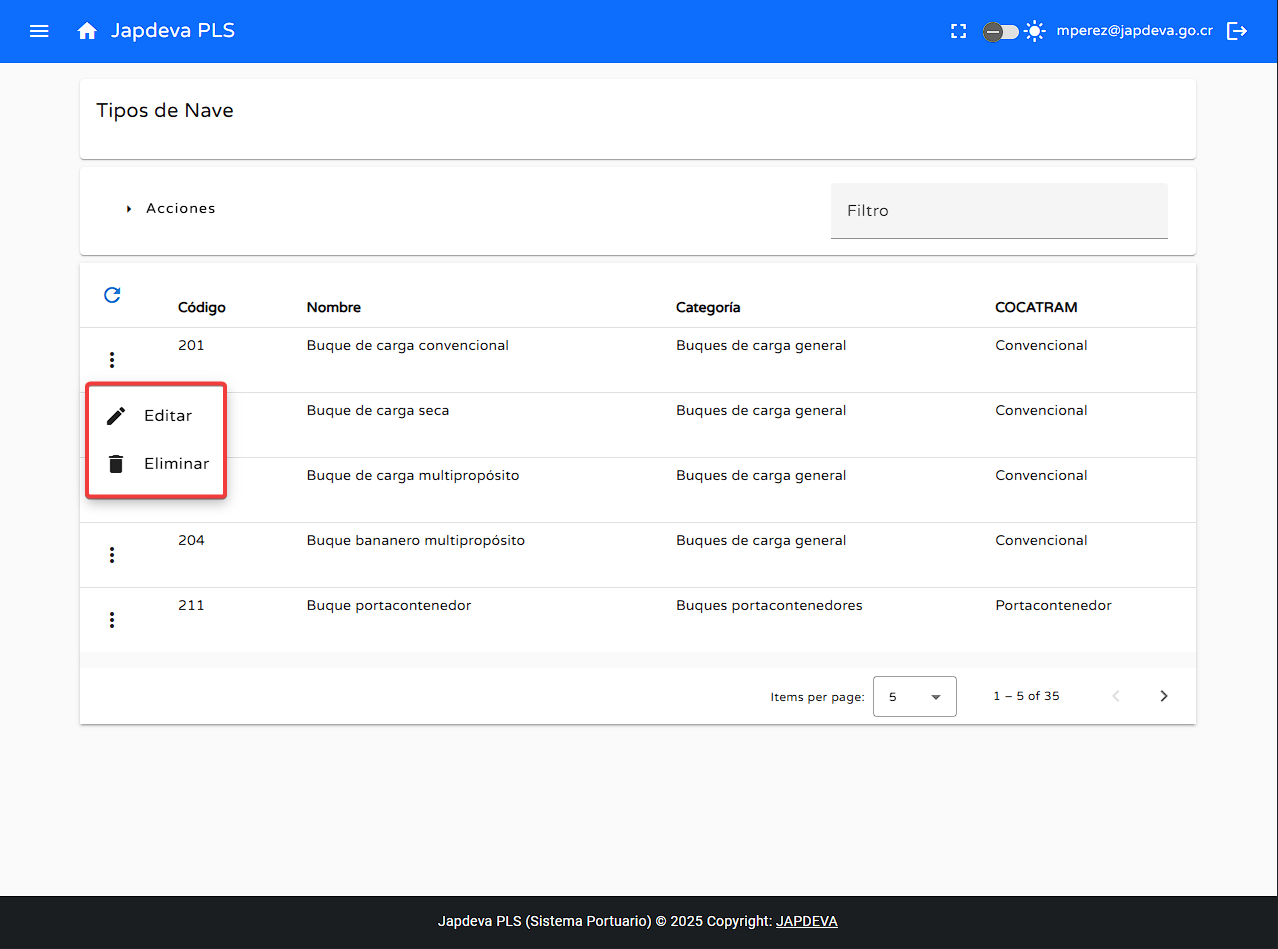 Japdeva PLS
mperez@japdeva.go.cr
Tipos de Nave
Acciones
Filtro
Código Nombre Categoría COCATRAM
201 Buque de carga convencional Buques de carga general Convencional
Buque de carga seca Buques de carga general Convencional
Editar
Eliminar
Buque de carga multipropósito Buques de carga general Convencional
204 Buque bananero multipropósito Buques de carga general Convencional
211 Buque portacontenedor Buques portacontenedores Portacontenedor
Items per page: 5 1 – 5 of 35
Japdeva PLS (Sistema Portuario) © 2025 Copyright: JAPDEVA